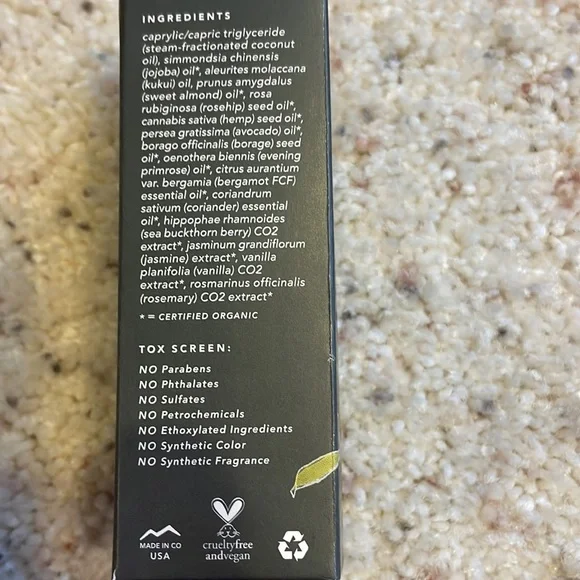 INGREDIENTS
caprylic/capric triglyceride
(steam-fractionated coconut
oil), simmondsia chinensis
(jojoba) oil*, aleurites molaccana
(kukui) oil, prunus amygdalus
(sweet almond) oil*, rosa
rubiginosa (rosehip) seed oil*,
cannabis sativa (hemp) seed oil*,
persea gratissima (avocado) oil*,
borago officinalis (borage) seed
oil*, oenothera biennis (evening
primrose) oil*, citrus aurantium
var. bergamia (bergamot FCF)
essential oil*, coriandrum
sativum (coriander) essential
oil*, hippophae rhamnoides
(sea buckthorn berry) CO2
extract*, jasminum grandiflorum
(jasmine) extract*, vanilla
planifolia (vanilla) CO2
extract*, rosmarinus officinalis
(rosemary) CO2 extract*
* = CERTIFIED ORGANIC
TOX SCREEN:
NO Parabens
NO Phthalates
NO Sulfates
NO Petrochemicals
NO Ethoxylated Ingredients
NO Synthetic Color
NO Synthetic Fragrance
MADE IN CO
USA
crueltyfree
andvegan